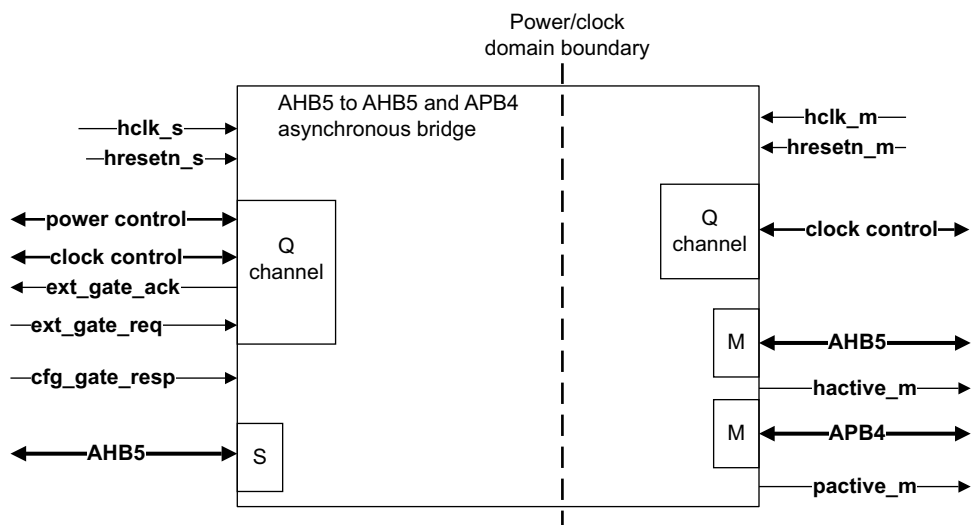 Power/clock
domain boundary
AHB5 to AHB5 and APB4
asynchronous bridge
hclk_s
hresetn_s
power control
clock control
ext_gate_ack
ext_gate_req
cfg_gate_resp
AHB5
Q
channel
S
hclk_m
hresetn_m
Q
channel
clock control
M
AHB5
hactive_m
M
APB4
pactive_m